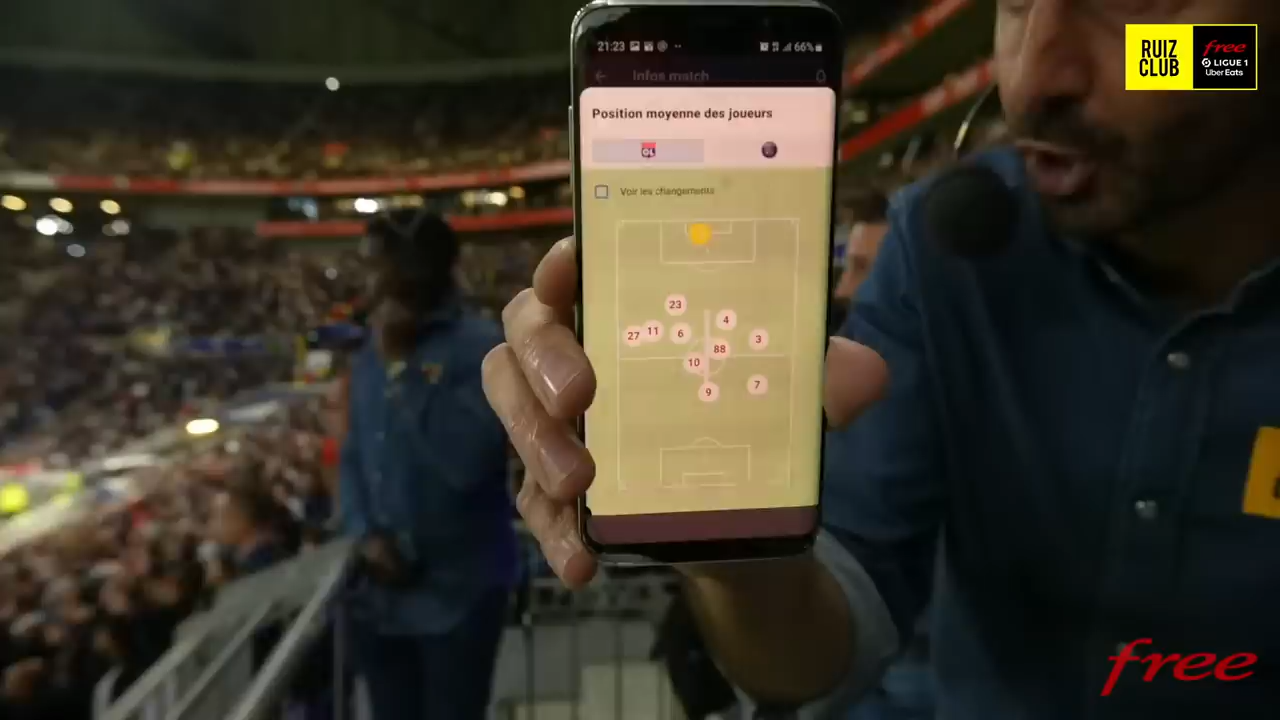 RUIZ
CLUB
free
LIGUE 1
Uber Eats
21:23
66%
Infos match
Position moyenne des joueurs
OL
Voir les changements
23
4
27
11
6
3
88
10
7
9
free